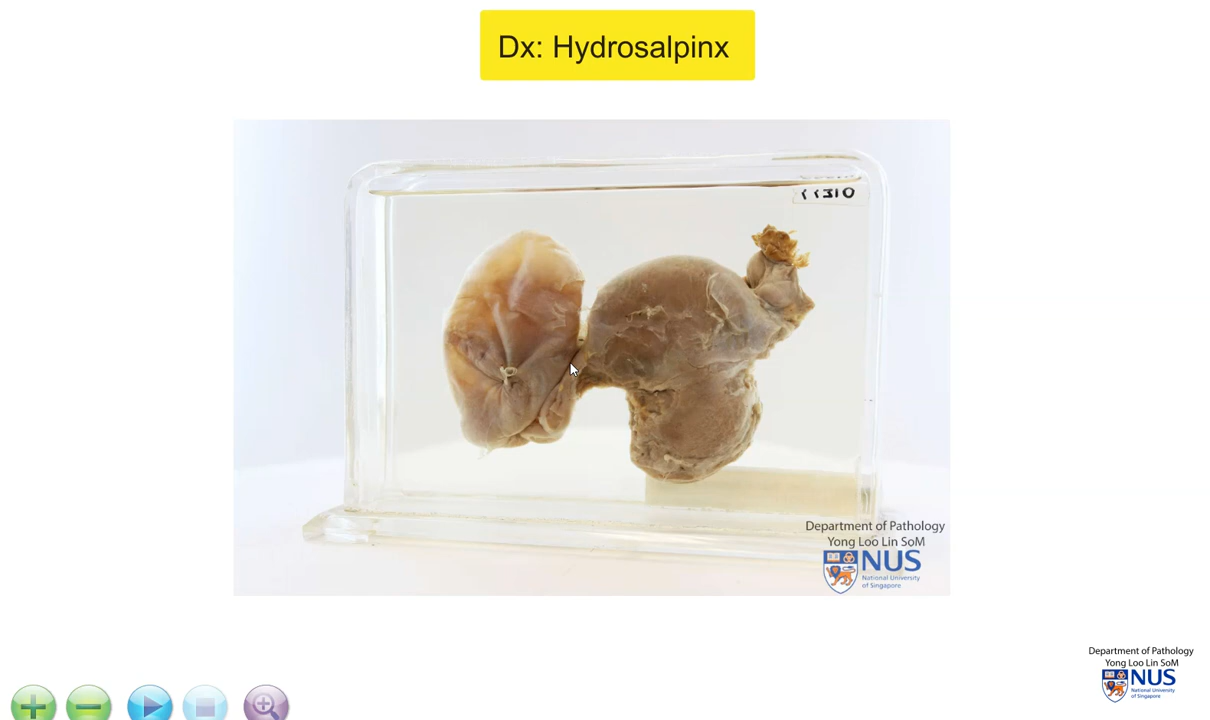 Dx: Hydrosalpinx
Department of Pathology
Yong Loo Lin SoM
NUS
National University
of Singapore
Department of Pathology
Yong Loo Lin SoM
NUS
National University
of Singapore